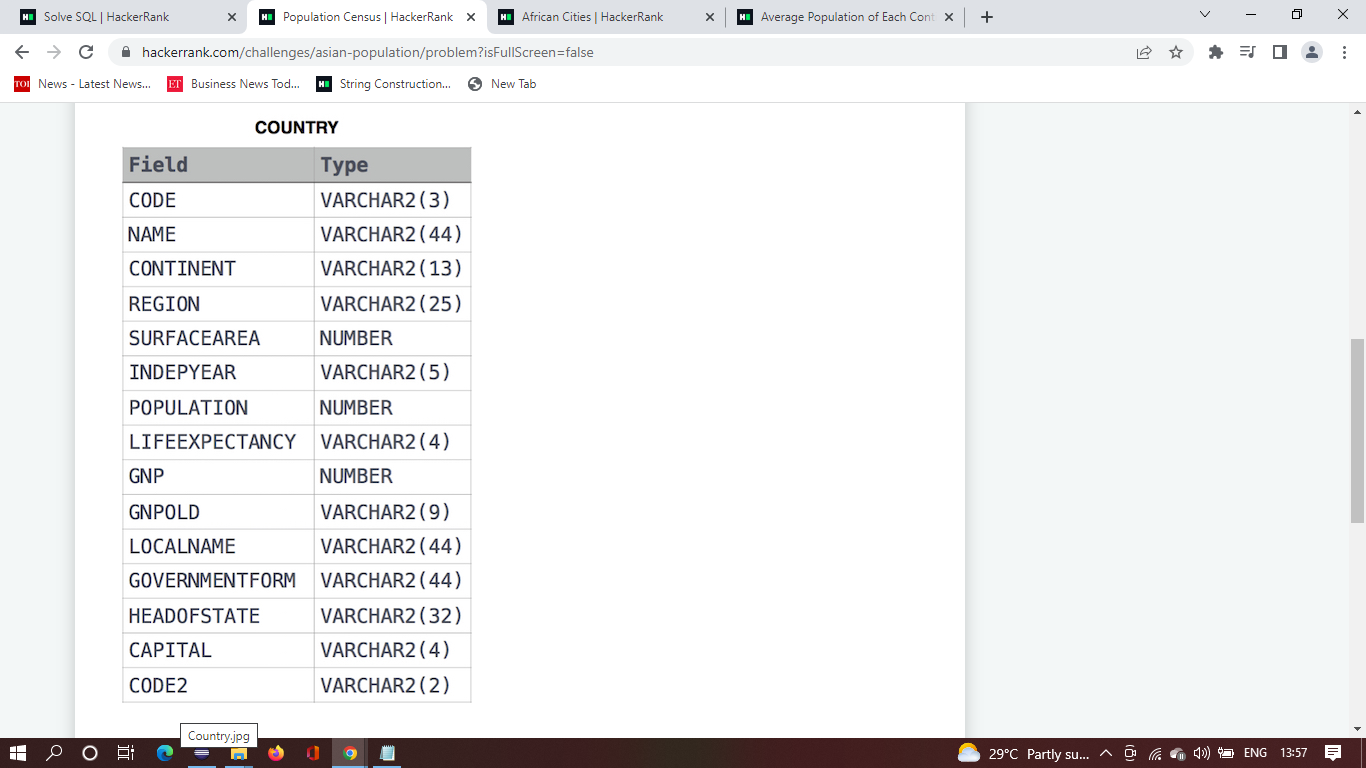 Solve SQL | HackerRank
Population Census | HackerRank
African Cities | HackerRank
Average Population of Each Cont
hackerrank.com/challenges/asian-population/problem?isFullScreen=false
TOI News - Latest News...
ET Business News Tod...
String Construction...
New Tab
COUNTRY
Field Type
CODE VARCHAR2(3)
NAME VARCHAR2(44)
CONTINENT VARCHAR2(13)
REGION VARCHAR2(25)
SURFACEAREA NUMBER
INDEPYEAR VARCHAR2(5)
POPULATION NUMBER
LIFEEXPECTANCY VARCHAR2(4)
GNP NUMBER
GNPOLD VARCHAR2(9)
LOCALNAME VARCHAR2(44)
GOVERNMENTFORM VARCHAR2(44)
HEADOFSTATE VARCHAR2(32)
CAPITAL VARCHAR2(4)
CODE2 VARCHAR2(2)
Country.jpg
29°C Partly su... ENG 13:57